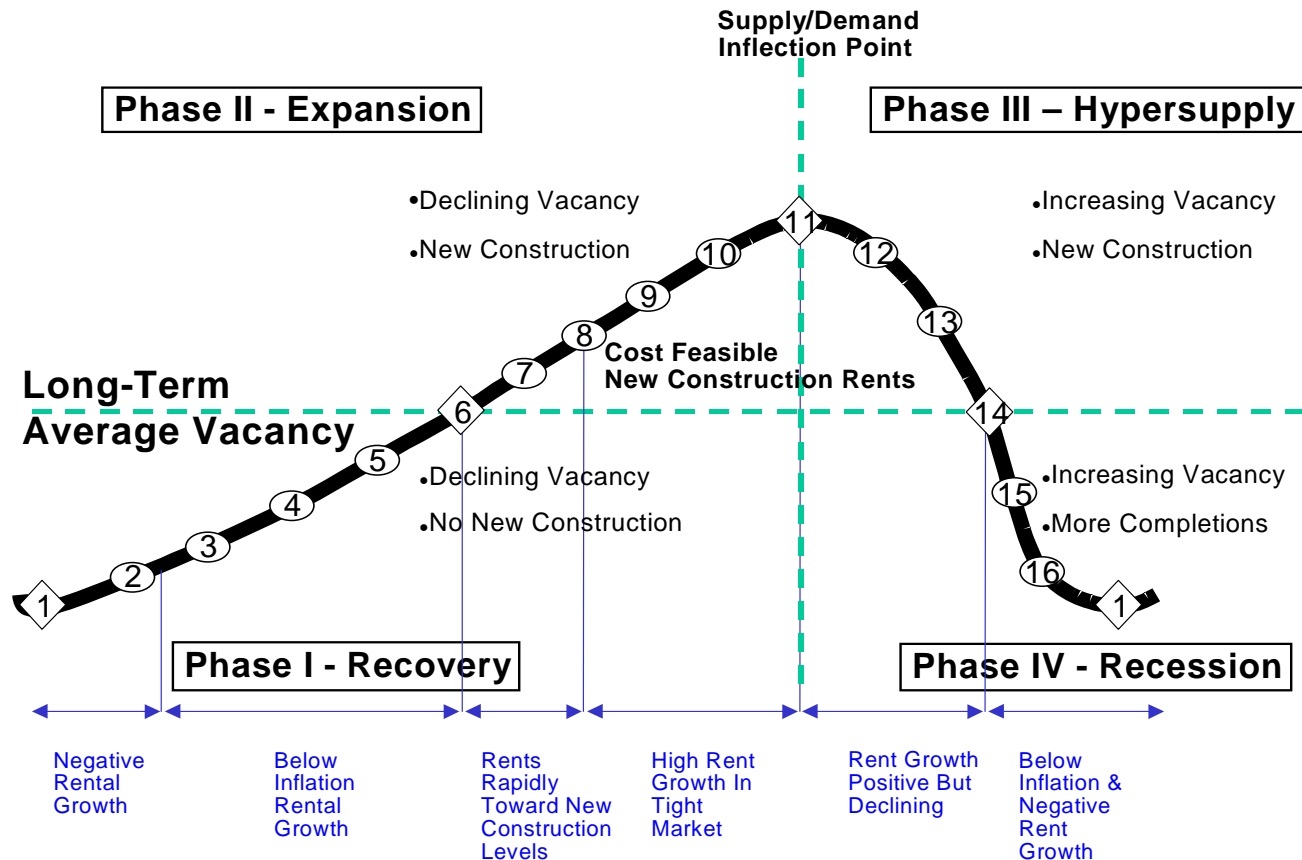 Supply/Demand
Inflection Point
Phase II - Expansion
Phase III – Hypersupply
•Declining Vacancy
•New Construction
•Increasing Vacancy
•New Construction
11
10
12
9
13
8
Cost Feasible
New Construction Rents
7
Long-Term
Average Vacancy
6
14
5
•Declining Vacancy
•No New Construction
•Increasing Vacancy
•More Completions
15
4
3
2
16
1
1
Phase I - Recovery
Phase IV - Recession
Negative
Rental
Growth
Below
Inflation
Rental
Growth
Rents
Rapidly
Toward New
Construction
Levels
High Rent
Growth In
Tight
Market
Rent Growth
Positive But
Declining
Below
Inflation &
Negative
Rent
Growth